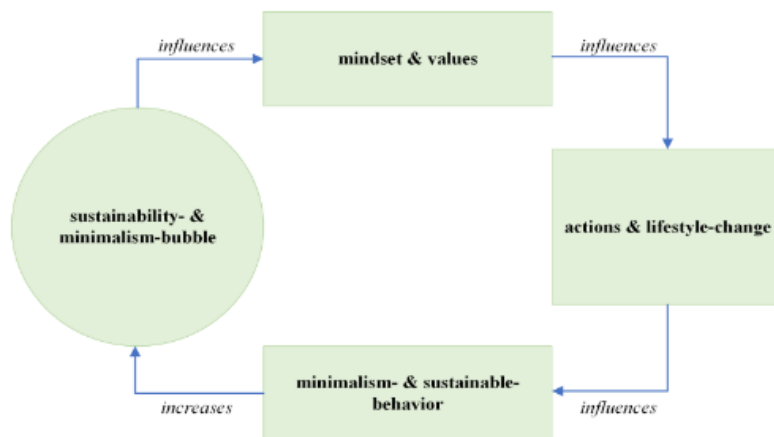 influences
mindset & values
influences
sustainability- &
minimalism-bubble
actions & lifestyle-change
minimalism- & sustainable-
behavior
increases
influences